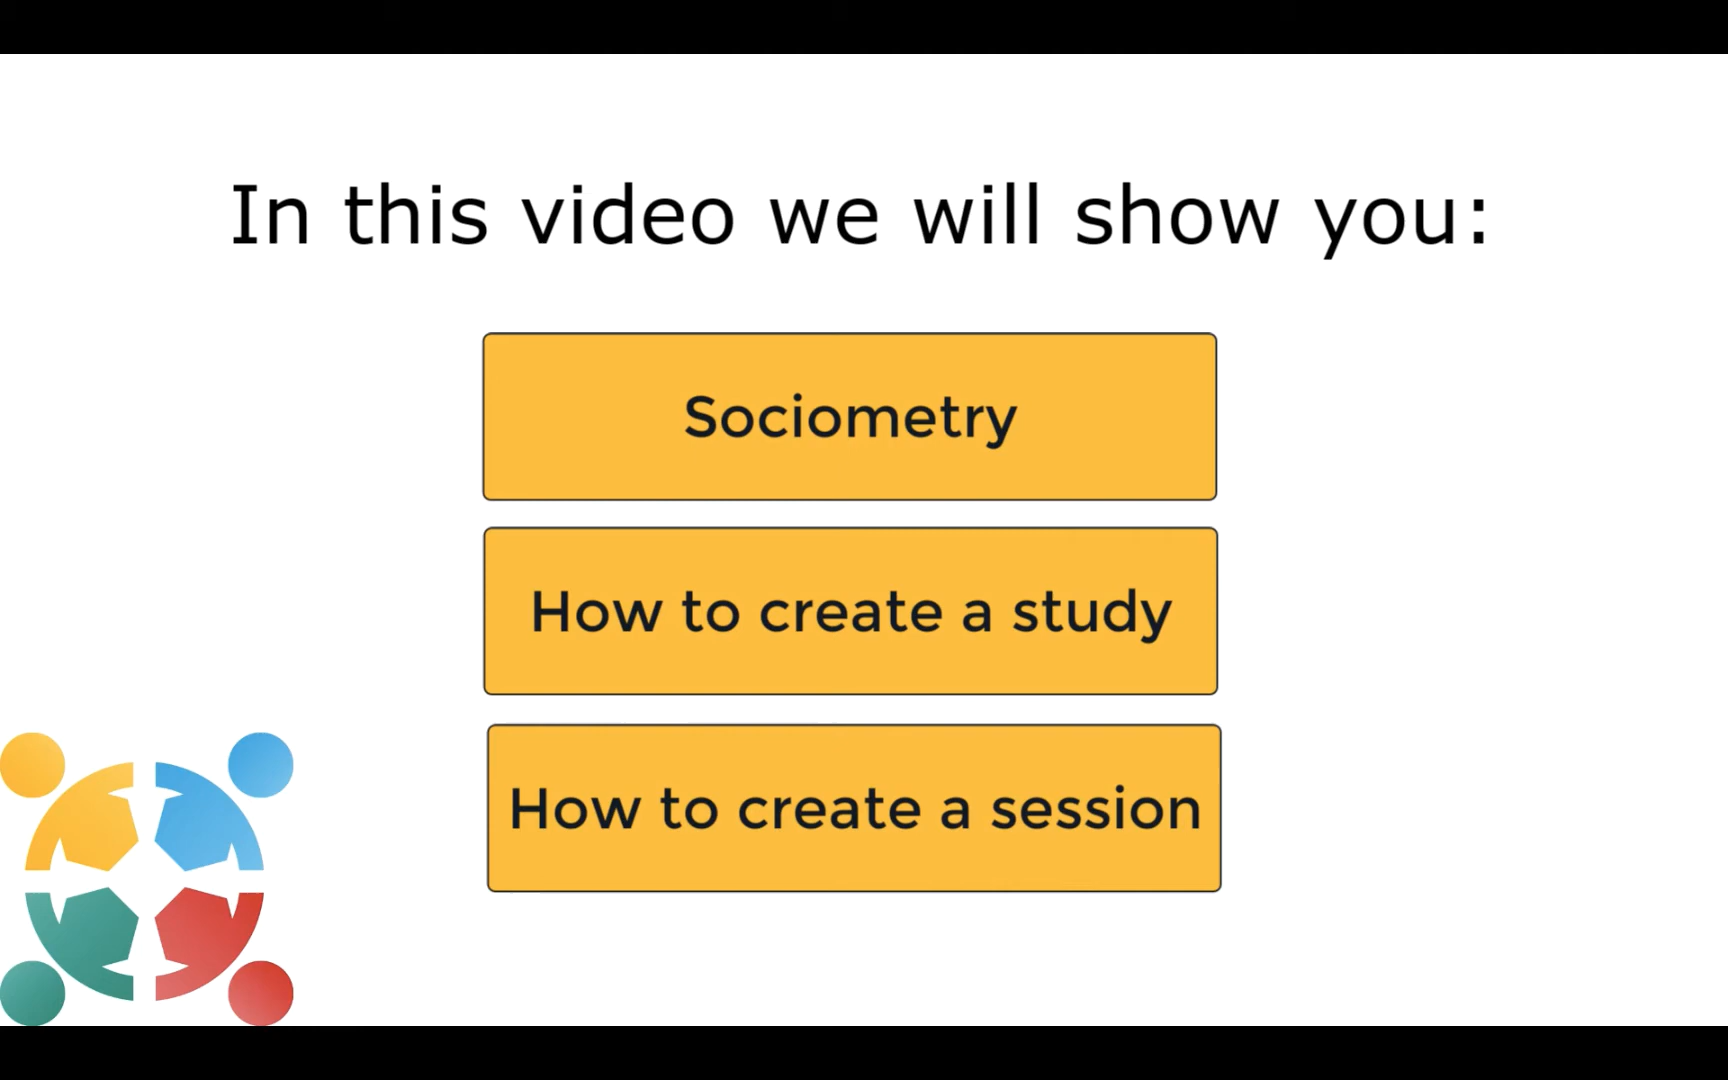 In this video we will show you:
Sociometry
How to create a study
How to create a session